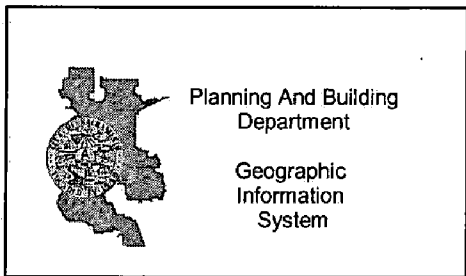 Planning And Building
Department
Geographic
Information
System